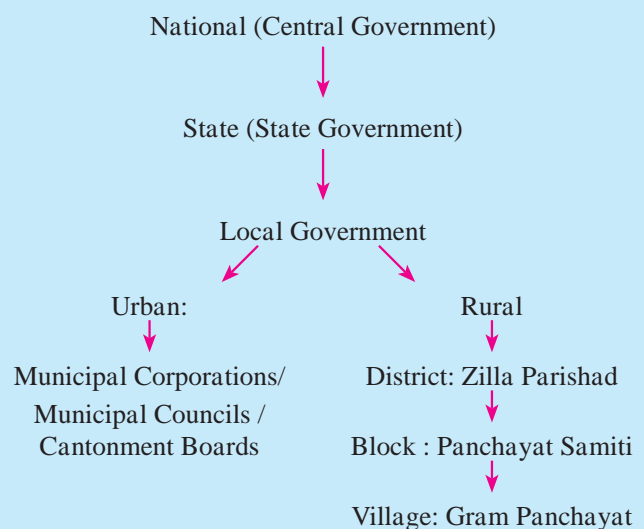 National (Central Government)
State (State Government)
Local Government
Urban:
Municipal Corporations/
Municipal Councils /
Cantonment Boards
Rural
District: Zilla Parishad
Block : Panchayat Samiti
Village: Gram Panchayat